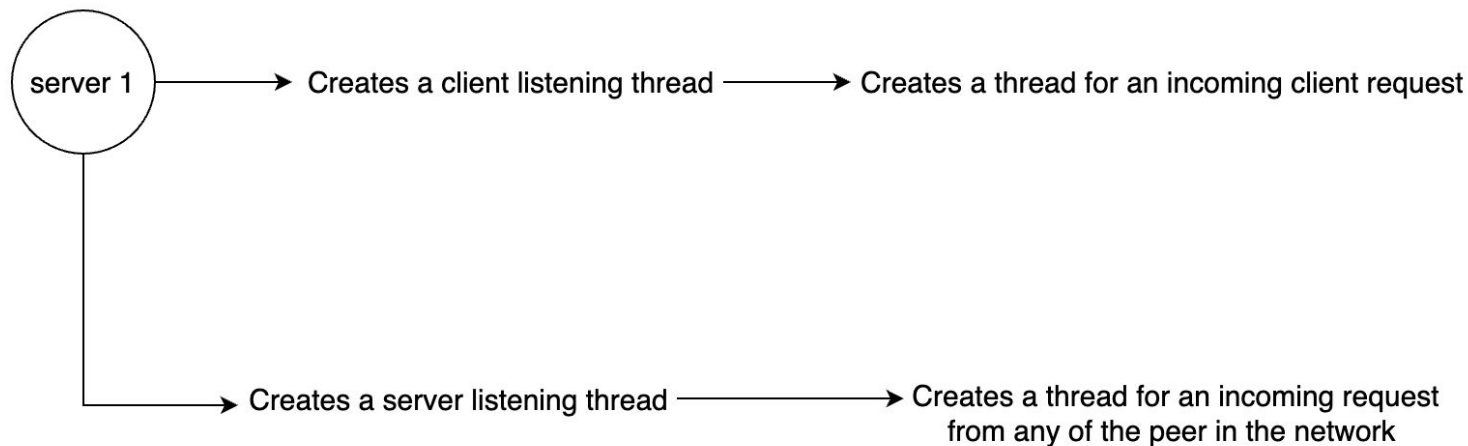 server 1
Creates a client listening thread
Creates a thread for an incoming client request
Creates a server listening thread
Creates a thread for an incoming request
from any of the peer in the network